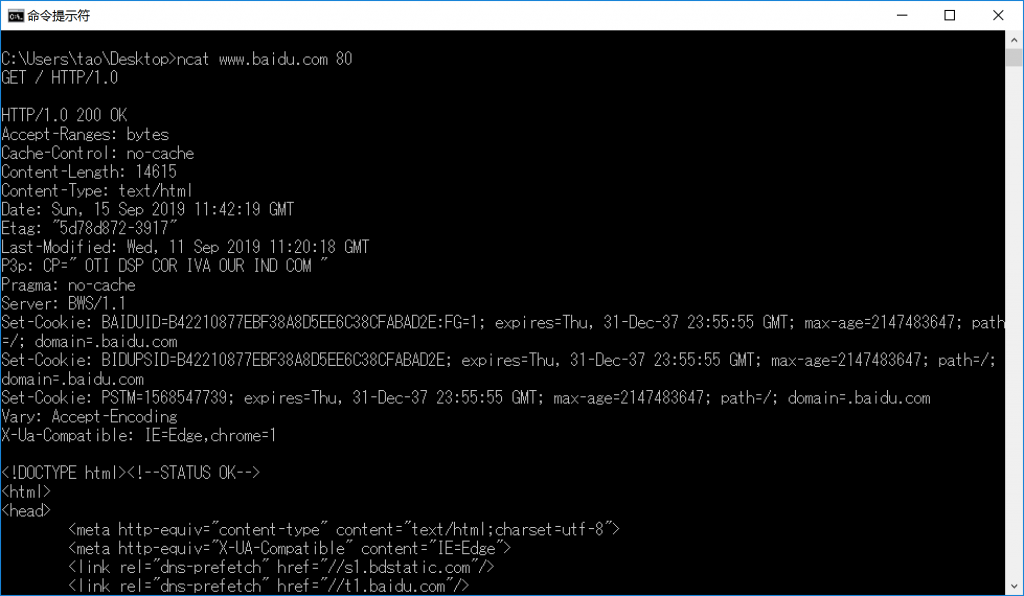 命令提示符
C:\Users\tao\Desktop>ncat www.baidu.com 80
GET / HTTP/1.0
HTTP/1.0 200 OK
Accept-Ranges: bytes
Cache-Control: no-cache
Content-Length: 14615
Content-Type: text/html
Date: Sun, 15 Sep 2019 11:42:19 GMT
Etag: "5d78d872-3917"
Last-Modified: Wed, 11 Sep 2019 11:20:18 GMT
P3p: CP=" OTI DSP COR IVA OUR IND COM "
Pragma: no-cache
Server: BWS/1.1
Set-Cookie: BAIDUID=B42210877EBF38A8D5EE6C38CFABAD2E:FG=1; expires=Thu, 31-Dec-37 23:55:55 GMT; max-age=2147483647; path
=/; domain=.baidu.com
Set-Cookie: BIDUPSID=B42210877EBF38A8D5EE6C38CFABAD2E; expires=Thu, 31-Dec-37 23:55:55 GMT; max-age=2147483647; path=/;
domain=.baidu.com
Set-Cookie: PSTM=1568547739; expires=Thu, 31-Dec-37 23:55:55 GMT; max-age=2147483647; path=/; domain=.baidu.com
Vary: Accept-Encoding
X-Ua-Compatible: IE=Edge,chrome=1
<!DOCTYPE html><!--STATUS OK-->
<html>
<head>
<meta http-equiv="content-type" content="text/html;charset=utf-8">
<meta http-equiv="X-UA-Compatible" content="IE=Edge">
<link rel="dns-prefetch" href="//s1.bdstatic.com"/>
<link rel="dns-prefetch" href="//t1.baidu.com"/>